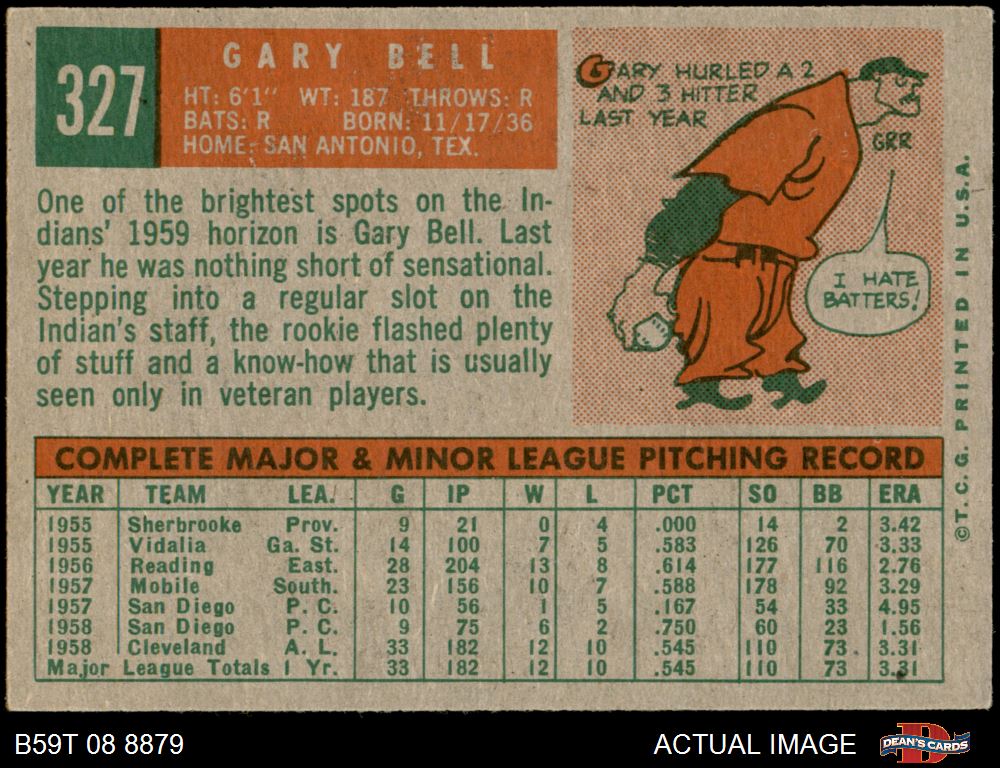 327
GARY BELL
HT: 6'1" WT: 187 THROWS: R
BATS: R BORN: 11/17/36
HOME: SAN ANTONIO, TEX.
GARY HURLED A 2
AND 3 HITTER
LAST YEAR
GRR
I HATE
BATTERS!
One of the brightest spots on the In-
dians' 1959 horizon is Gary Bell. Last
year he was nothing short of sensational.
Stepping into a regular slot on the
Indian's staff, the rookie flashed plenty
of stuff and a know-how that is usually
seen only in veteran players.
©T.C.G. PRINTED IN U.S.A.
COMPLETE MAJOR & MINOR LEAGUE PITCHING RECORD
YEAR TEAM LEA. G IP W L PCT SO BB ERA
1955 Sherbrooke Prov. 9 21 0 4 .000 14 2 3.42
1955 Vidalia Ga. St. 14 100 7 5 .583 126 70 3.33
1956 Reading East. 28 204 13 8 .614 177 116 2.76
1957 Mobile South. 23 156 10 7 .588 178 92 3.29
1957 San Diego P. C. 10 56 1 5 .167 54 33 4.95
1958 San Diego P. C. 9 75 6 2 .750 60 23 1.56
1958 Cleveland A. L. 33 182 12 10 .545 110 73 3.31
Major League Totals 1 Yr. 33 182 12 10 .545 110 73 3.31
B59T 08 8879
ACTUAL IMAGE
DEAN'S CARDS